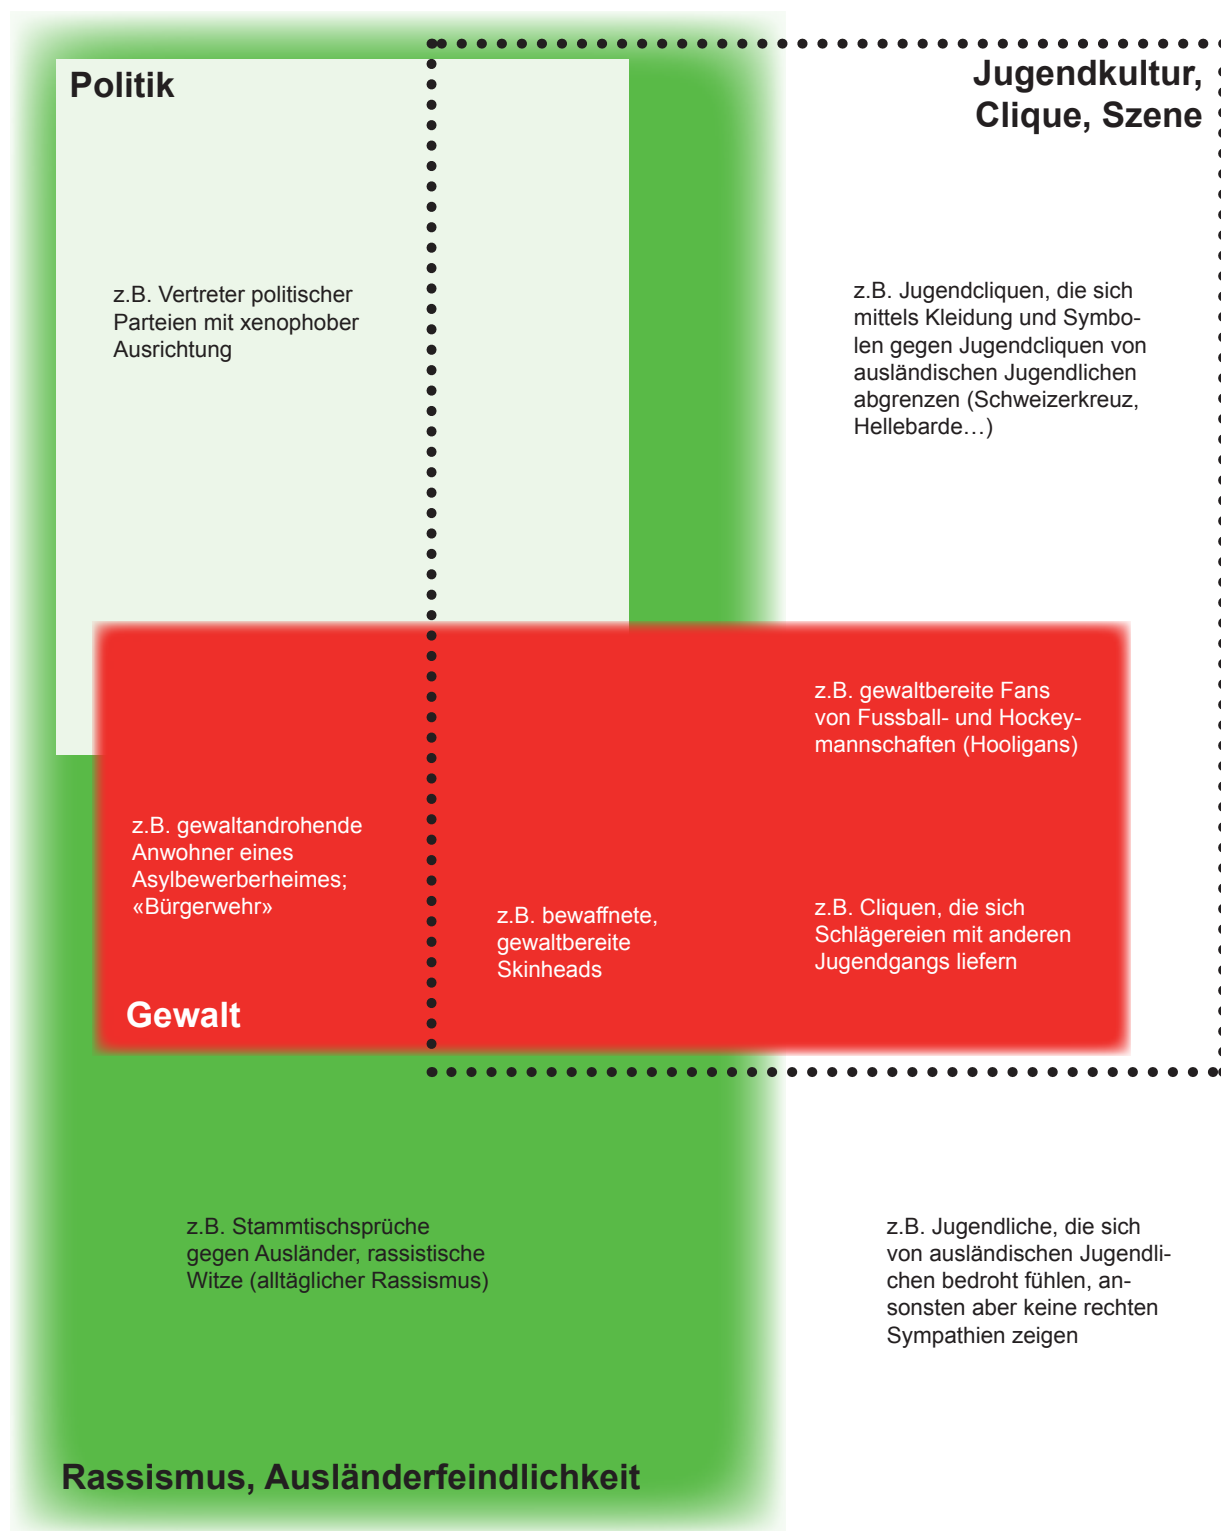 Politik
Jugendkultur,
Clique, Szene
z.B. Vertreter politischer
Parteien mit xenophober
Ausrichtung
z.B. Jugendcliquen, die sich
mittels Kleidung und Symbo-
len gegen Jugendcliquen von
ausländischen Jugendlichen
abgrenzen (Schweizerkreuz,
Hellebarde…)
z.B. gewaltbereite Fans
von Fussball- und Hockey-
mannschaften (Hooligans)
z.B. gewaltandrohende
Anwohner eines
Asylbewerberheimes;
«Bürgerwehr»
z.B. bewaffnete,
gewaltbereite
Skinheads
z.B. Cliquen, die sich
Schlägereien mit anderen
Jugendgangs liefern
Gewalt
z.B. Stammtischsprüche
gegen Ausländer, rassistische
Witze (alltäglicher Rassismus)
z.B. Jugendliche, die sich
von ausländischen Jugendli-
chen bedroht fühlen, an-
sonsten aber keine rechten
Sympathien zeigen
Rassismus, Ausländerfeindlichkeit